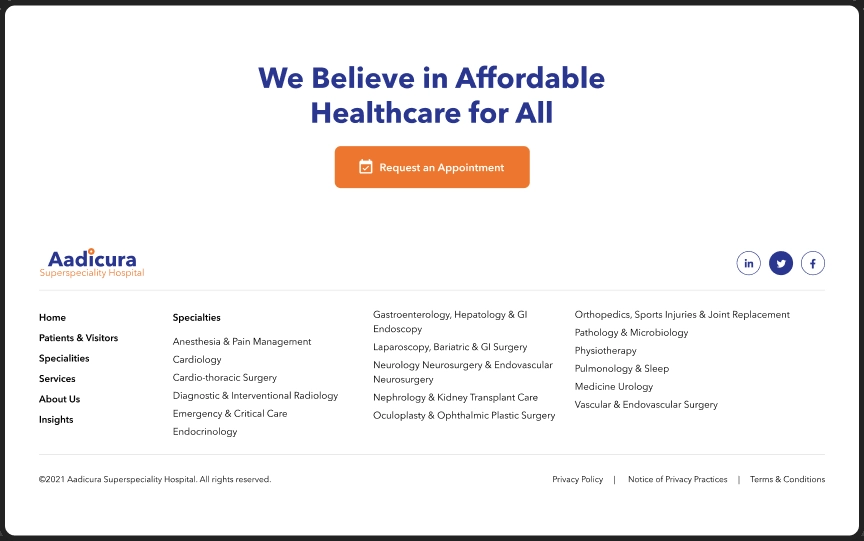 We Believe in Affordable
Healthcare for All
Request an Appointment
Aadicura
Superspeciality Hospital
in
Home
Patients & Visitors
Specialities
Services
About Us
Insights
Specialties
Anesthesia & Pain Management
Cardiology
Cardio-thoracic Surgery
Diagnostic & Interventional Radiology
Emergency & Critical Care
Endocrinology
Gastroenterology, Hepatology & GI
Endoscopy
Laparoscopy, Bariatric & GI Surgery
Neurology Neurosurgery & Endovascular
Neurosurgery
Nephrology & Kidney Transplant Care
Oculoplasty & Ophthalmic Plastic Surgery
Orthopedics, Sports Injuries & Joint Replacement
Pathology & Microbiology
Physiotherapy
Pulmonology & Sleep
Medicine Urology
Vascular & Endovascular Surgery
©2021 Aadicura Superspeciality Hospital. All rights reserved.
Privacy Policy | Notice of Privacy Practices | Terms & Conditions